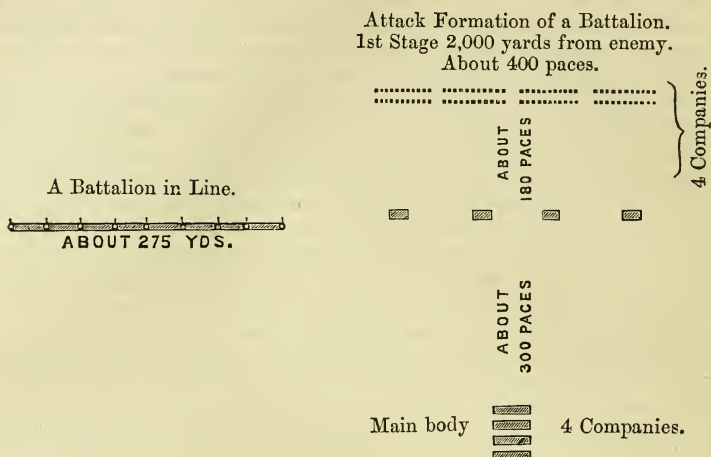 Attack Formation of a Battalion.
1st Stage 2,000 yards from enemy.
About 400 paces.
4 Companies.
ABOUT
180 PACES
A Battalion in Line.
ABOUT 275 YDS.
ABOUT
300 PACES
Main body 4 Companies.